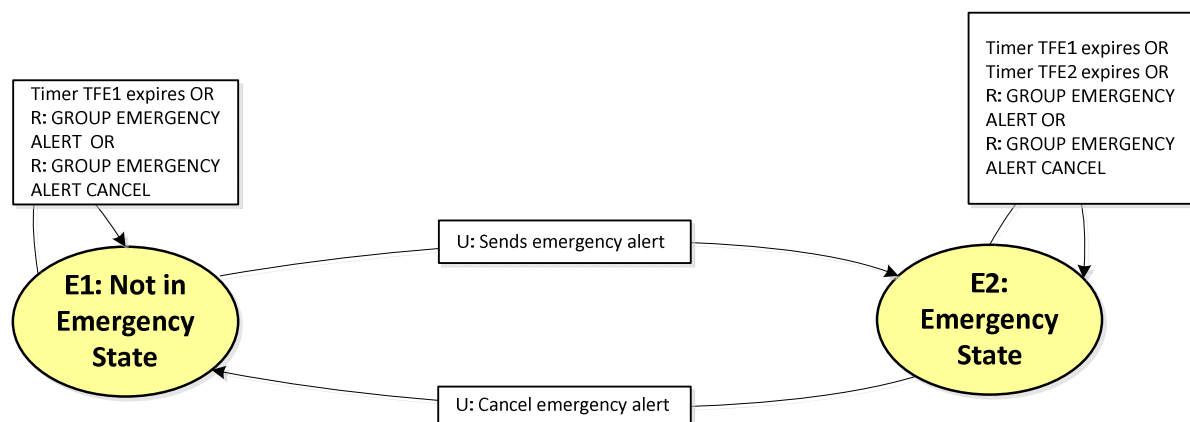 Timer TFE1 expires OR
R: GROUP EMERGENCY
ALERT OR
R: GROUP EMERGENCY
ALERT CANCEL
Timer TFE1 expires OR
Timer TFE2 expires OR
R: GROUP EMERGENCY
ALERT OR
R: GROUP EMERGENCY
ALERT CANCEL
U: Sends emergency alert
E1: Not in
Emergency
State
E2:
Emergency
State
U: Cancel emergency alert